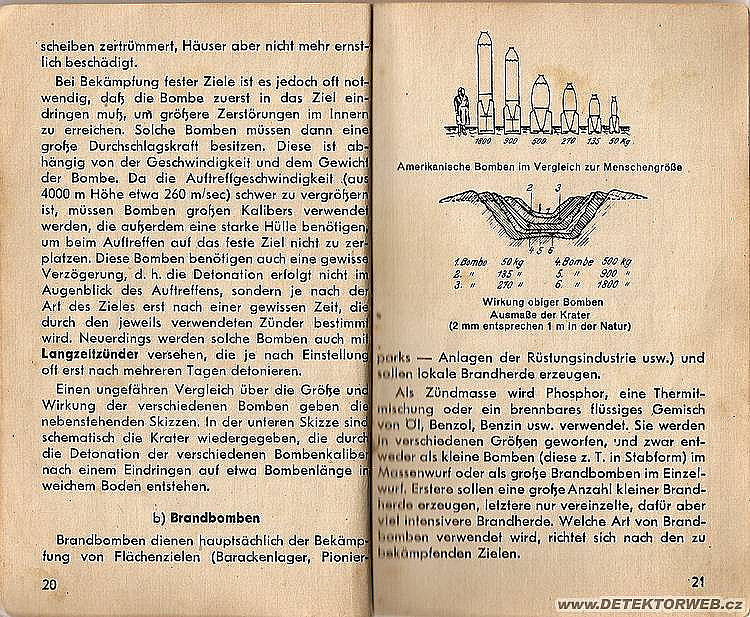 scheiben zertrümmert, Häuser aber nicht mehr ernst-
lich beschädigt.
Bei Bekämpfung fester Ziele ist es jedoch oft not-
wendig, daß die Bombe zuerst in das Ziel ein-
dringen muß, um größere Zerstörungen im Innern
zu erreichen. Solche Bomben müssen dann eine
große Durchschlagskraft besitzen. Diese ist ab-
hängig von der Geschwindigkeit und dem Gewicht
der Bombe. Da die Auftreffgeschwindigkeit (aus
4000 m Höhe etwa 260 m/sec) schwer zu vergrößern
ist, müssen Bomben großen Kalibers verwendet
werden, die außerdem eine starke Hülle benötigen,
um beim Auftreffen auf das feste Ziel nicht zu zer-
platzen. Diese Bomben benötigen auch eine gewisse
Verzögerung, d. h. die Detonation erfolgt nicht im
Augenblick des Auftreffens, sondern je nach der
Art des Zieles erst nach einer gewissen Zeit, die
durch den jeweils verwendeten Zünder bestimmt
wird. Neuerdings werden solche Bomben auch mit
Langzeitzünder versehen, die je nach Einstellung
oft erst nach mehreren Tagen detonieren.
Einen ungefähren Vergleich über die Größe und
Wirkung der verschiedenen Bomben geben die
nebenstehenden Skizzen. In der unteren Skizze sind
schematisch die Krater wiedergegeben, die durch
die Detonation der verschiedenen Bombenkaliber
nach einem Eindringen auf etwa Bombenlänge in
weichem Boden entstehen.
b) Brandbomben
Brandbomben dienen hauptsächlich der Bekämp-
fung von Flächenzielen (Barackenlager, Pionier-
20
1800 900 500 270 135 50 Kg
Amerikanische Bomben im Vergleich zur Menschengröße
2 3
1
4 5 6
1. Bombe 50 Kg 4. Bombe 500 Kg
2. " 135 " 5. " 900 "
3. " 270 " 6. " 1800 "
Wirkung obiger Bomben
Ausmaße der Krater
(2 mm entsprechen 1 m in der Natur)
parks — Anlagen der Rüstungsindustrie usw.) und
sollen lokale Brandherde erzeugen.
Als Zündmasse wird Phosphor, eine Thermit-
mischung oder ein brennbares flüssiges Gemisch
von Öl, Benzol, Benzin usw. verwendet. Sie werden
in verschiedenen Größen geworfen, und zwar ent-
weder als kleine Bomben (diese z. T. in Stabform) im
Massenwurf oder als große Brandbomben im Einzel-
wurf. Erstere sollen eine große Anzahl kleiner Brand-
herde erzeugen, letztere nur vereinzelte, dafür aber
viel intensivere Brandherde. Welche Art von Brand-
bomben verwendet wird, richtet sich nach den zu
bekämpfenden Zielen.
21
www.DETEKTORWEB.cz